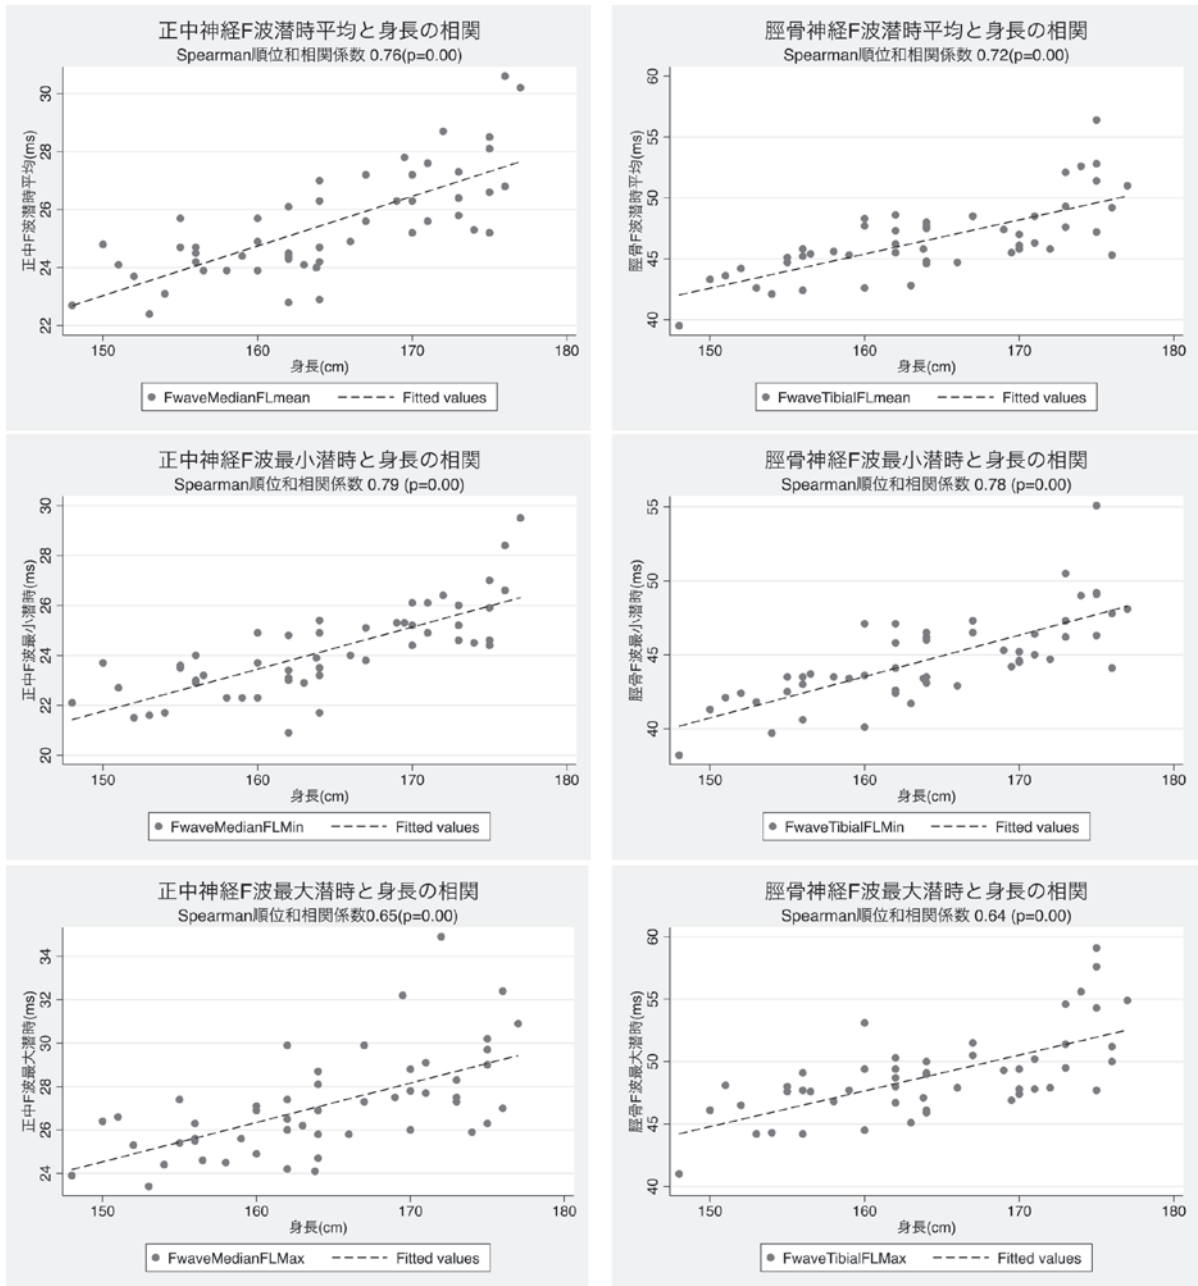 正中神経F波潜時平均と身長の相関
Spearman順位和相関係数 0.76(p=0.00)
正中F波潜時平均(ms)
30
28
26
24
22
150 160 170 180
身長(cm)
FwaveMedianFLmean Fitted values
脛骨神経F波潜時平均と身長の相関
Spearman順位和相関係数 0.72(p=0.00)
脛骨F波潜時平均(ms)
60
55
50
45
40
150 160 170 180
身長(cm)
FwaveTibialFLmean Fitted values
正中神経F波最小潜時と身長の相関
Spearman順位和相関係数 0.79 (p=0.00)
正中F波最小潜時(ms)
30
28
26
24
22
20
150 160 170 180
身長(cm)
FwaveMedianFLMin Fitted values
脛骨神経F波最小潜時と身長の相関
Spearman順位和相関係数 0.78 (p=0.00)
脛骨F波最小潜時(ms)
55
50
45
40
150 160 170 180
身長(cm)
FwaveTibialFLMin Fitted values
正中神経F波最大潜時と身長の相関
Spearman順位和相関係数0.65(p=0.00)
正中F波最大潜時(ms)
34
32
30
28
26
24
150 160 170 180
身長(cm)
FwaveMedianFLMax Fitted values
脛骨神経F波最大潜時と身長の相関
Spearman順位和相関係数 0.64 (p=0.00)
脛骨F波最大潜時(ms)
60
55
50
45
40
150 160 170 180
身長(cm)
FwaveTibialFLMax Fitted values